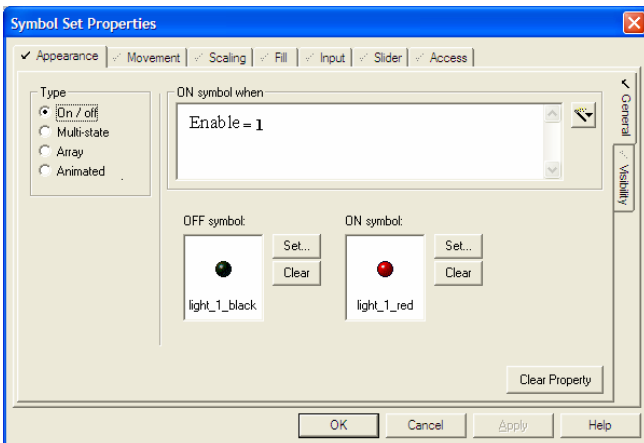 Symbol Set Properties
Appearance Movement Scaling Fill Input Slider Access
General
Visibility
Type
On / off
Multi-state
Array
Animated
ON symbol when
Enable = 1
OFF symbol:
Set...
Clear
light_1_black
ON symbol:
Set...
Clear
light_1_red
Clear Property
OK Cancel Apply Help